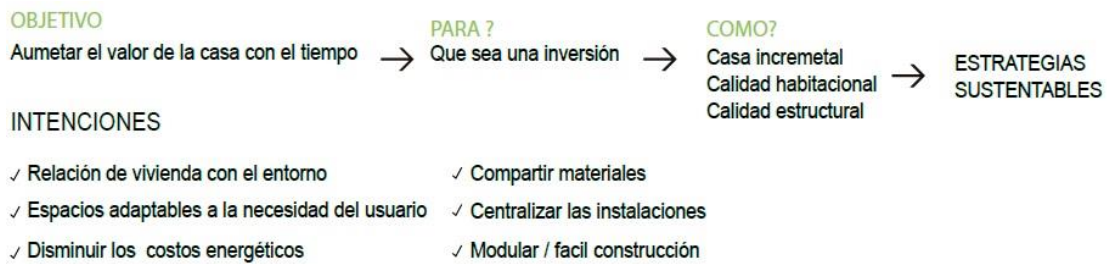 OBJETIVO
Aumetar el valor de la casa con el tiempo
PARA ?
Que sea una inversión
COMO?
Casa incremetal
Calidad habitacional
Calidad estructural
ESTRATEGIAS
SUSTENTABLES
INTENCIONES
✓ Relación de vivienda con el entorno
✓ Espacios adaptables a la necesidad del usuario
✓ Disminuir los costos energéticos
✓ Compartir materiales
✓ Centralizar las instalaciones
✓ Modular / facil construcción